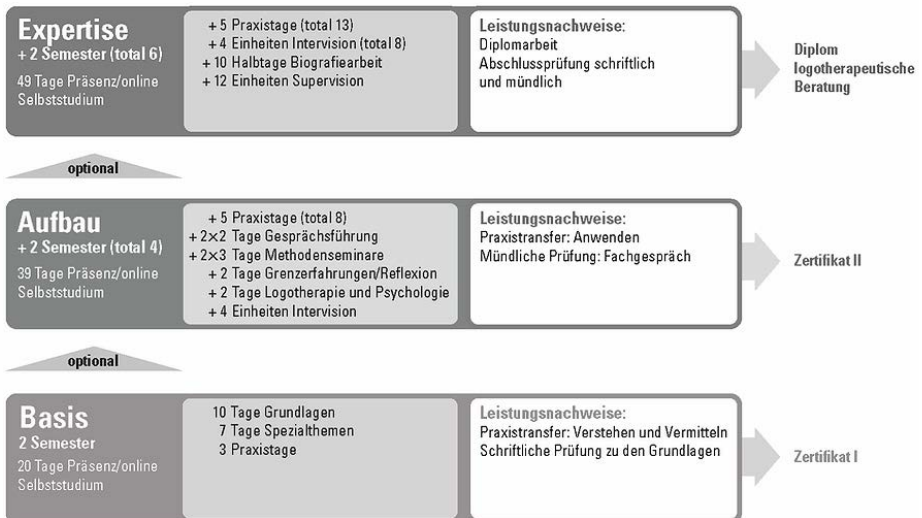 Expertise
+ 2 Semester (total 6)
49 Tage Präsenz/online
Selbststudium
+ 5 Praxistage (total 13)
+ 4 Einheiten Intervision (total 8)
+ 10 Halbtage Biografiearbeit
+ 12 Einheiten Supervision
Leistungsnachweise:
Diplomarbeit
Abschlussprüfung schriftlich
und mündlich
Diplom
logotherapeutische
Beratung
optional
Aufbau
+ 2 Semester (total 4)
39 Tage Präsenz/online
Selbststudium
+ 5 Praxistage (total 8)
+ 2×2 Tage Gesprächsführung
+ 2×3 Tage Methodenseminare
+ 2 Tage Grenzerfahrungen/Reflexion
+ 2 Tage Logotherapie und Psychologie
+ 4 Einheiten Intervision
Leistungsnachweise:
Praxistransfer: Anwenden
Mündliche Prüfung: Fachgespräch
Zertifikat II
optional
Basis
2 Semester
20 Tage Präsenz/online
Selbststudium
10 Tage Grundlagen
7 Tage Spezialthemen
3 Praxistage
Leistungsnachweise:
Praxistransfer: Verstehen und Vermitteln
Schriftliche Prüfung zu den Grundlagen
Zertifikat I